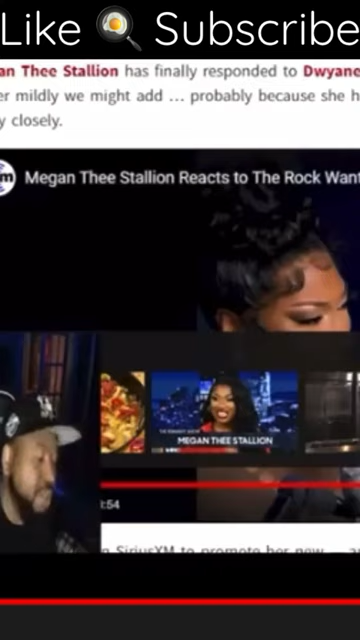 Like 🍳 Subscribe
an Thee Stallion has finally responded to Dwayne
er mildly we might add ... probably because she h
y closely.
m Megan Thee Stallion Reacts to The Rock Want
MEGAN THEE STALLION
:54
n SiriusXM to promote her new